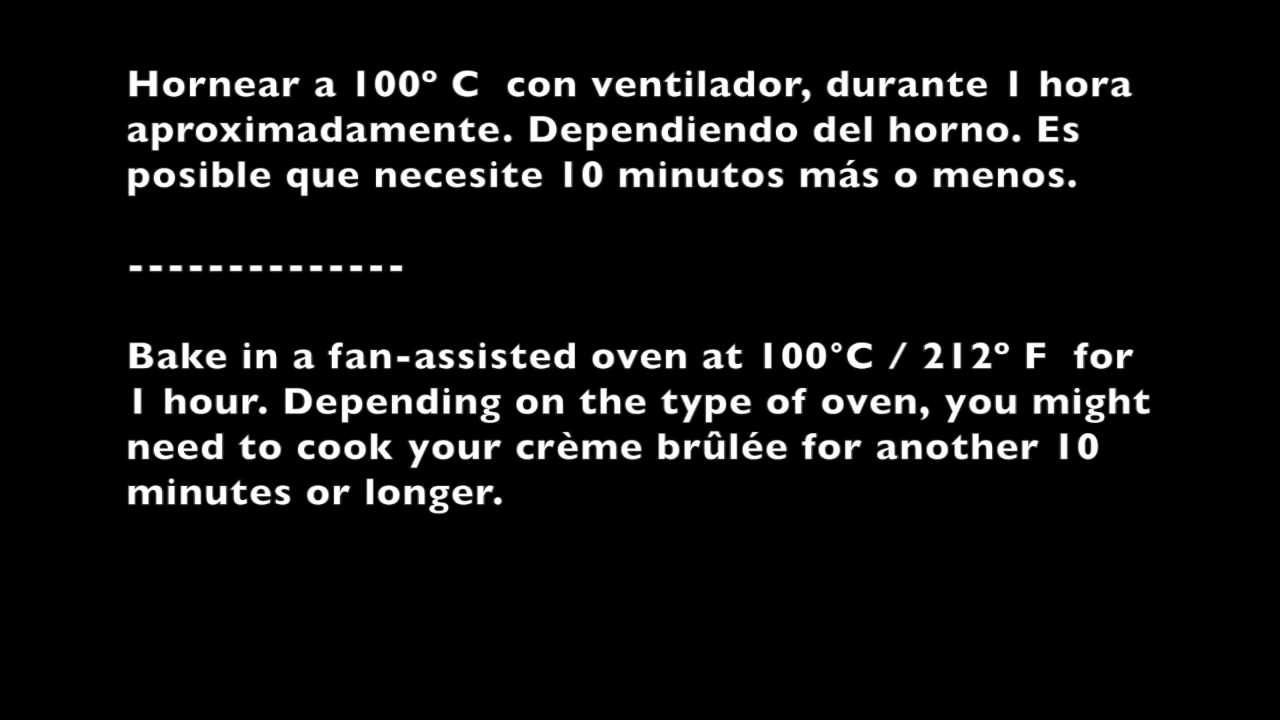 Hornear a 100º C  con ventilador, durante 1 hora
aproximadamente. Dependiendo del horno. Es
posible que necesite 10 minutos más o menos.
--------------
Bake in a fan-assisted oven at 100°C / 212º F  for
1 hour. Depending on the type of oven, you might
need to cook your crème brûlée for another 10
minutes or longer.